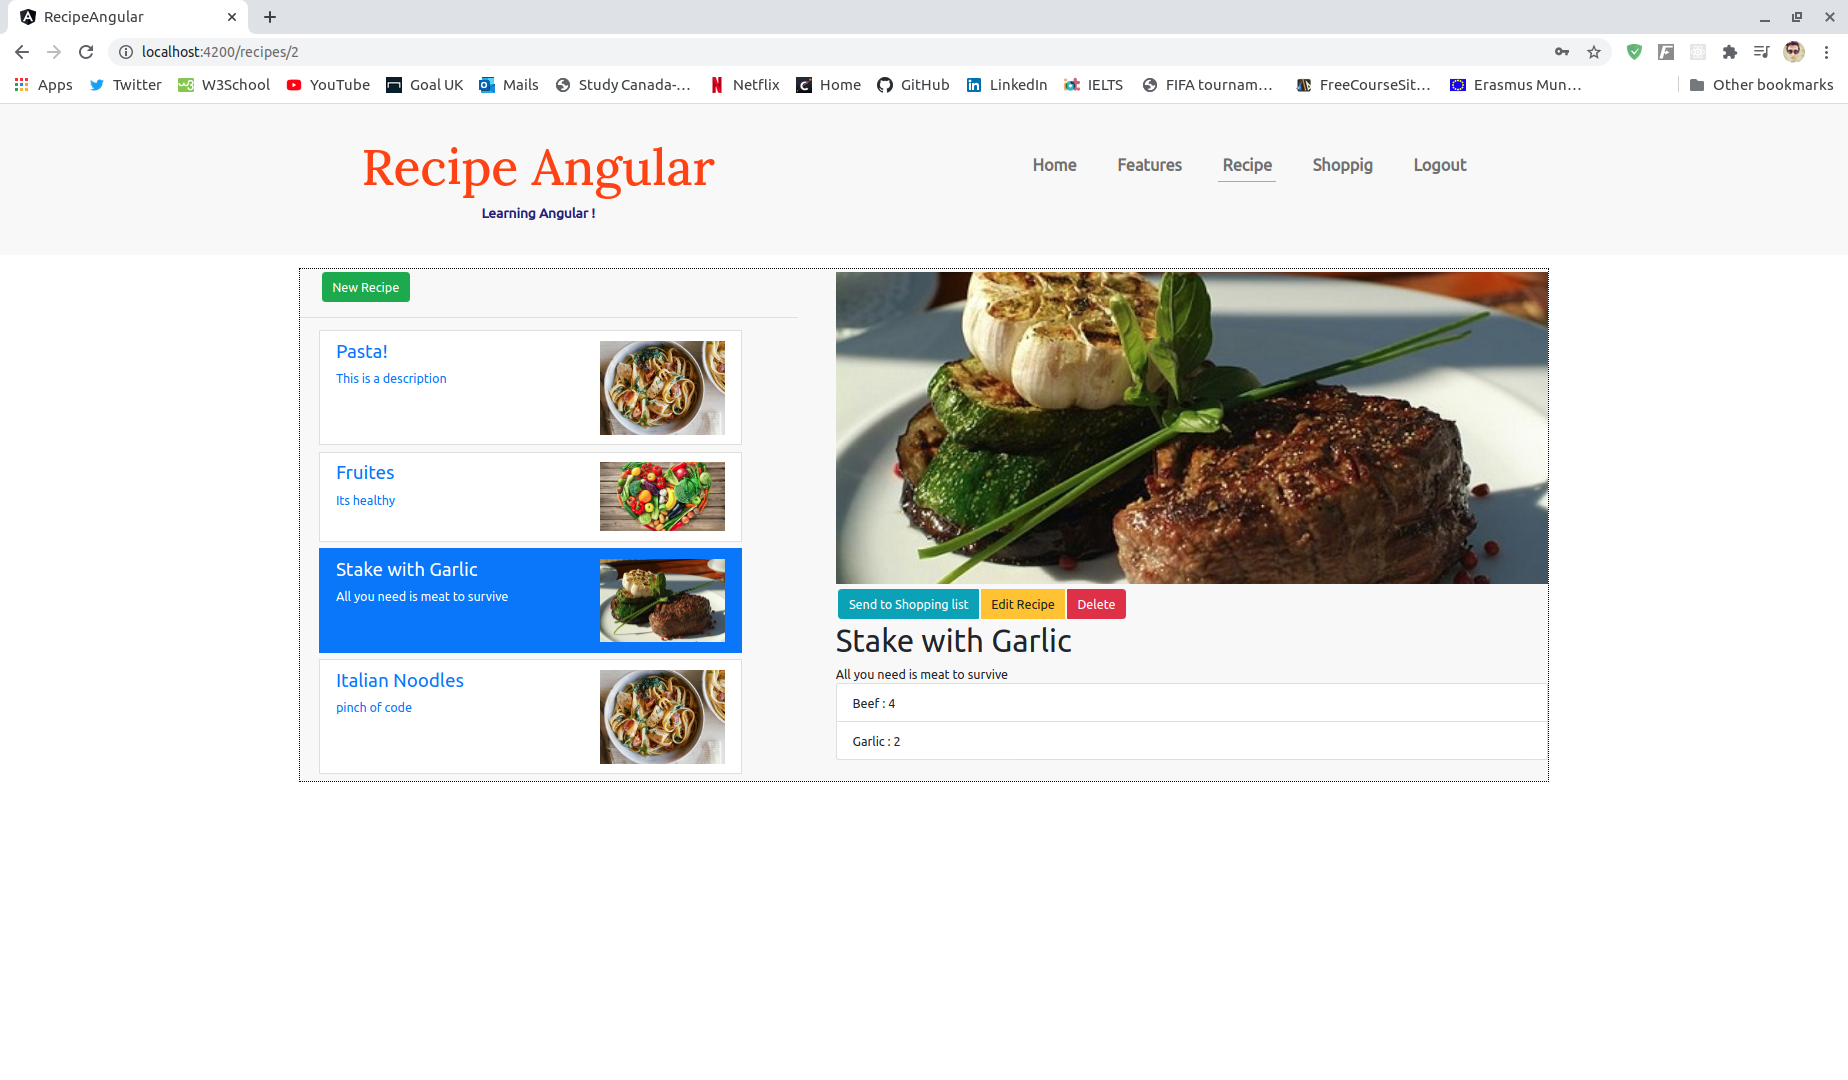 RecipeAngular
localhost:4200/recipes/2
Apps Twitter W3School YouTube Goal UK Mails Study Canada-... Netflix Home GitHub LinkedIn IELTS FIFA tournam... FreeCourseSit... Erasmus Mun... Other bookmarks
Recipe Angular
Learning Angular !
Home Features Recipe Shoppig Logout
New Recipe
Pasta!
This is a description
Fruites
Its healthy
Stake with Garlic
All you need is meat to survive
Italian Noodles
pinch of code
Send to Shopping list Edit Recipe Delete
Stake with Garlic
All you need is meat to survive
Beef : 4
Garlic : 2